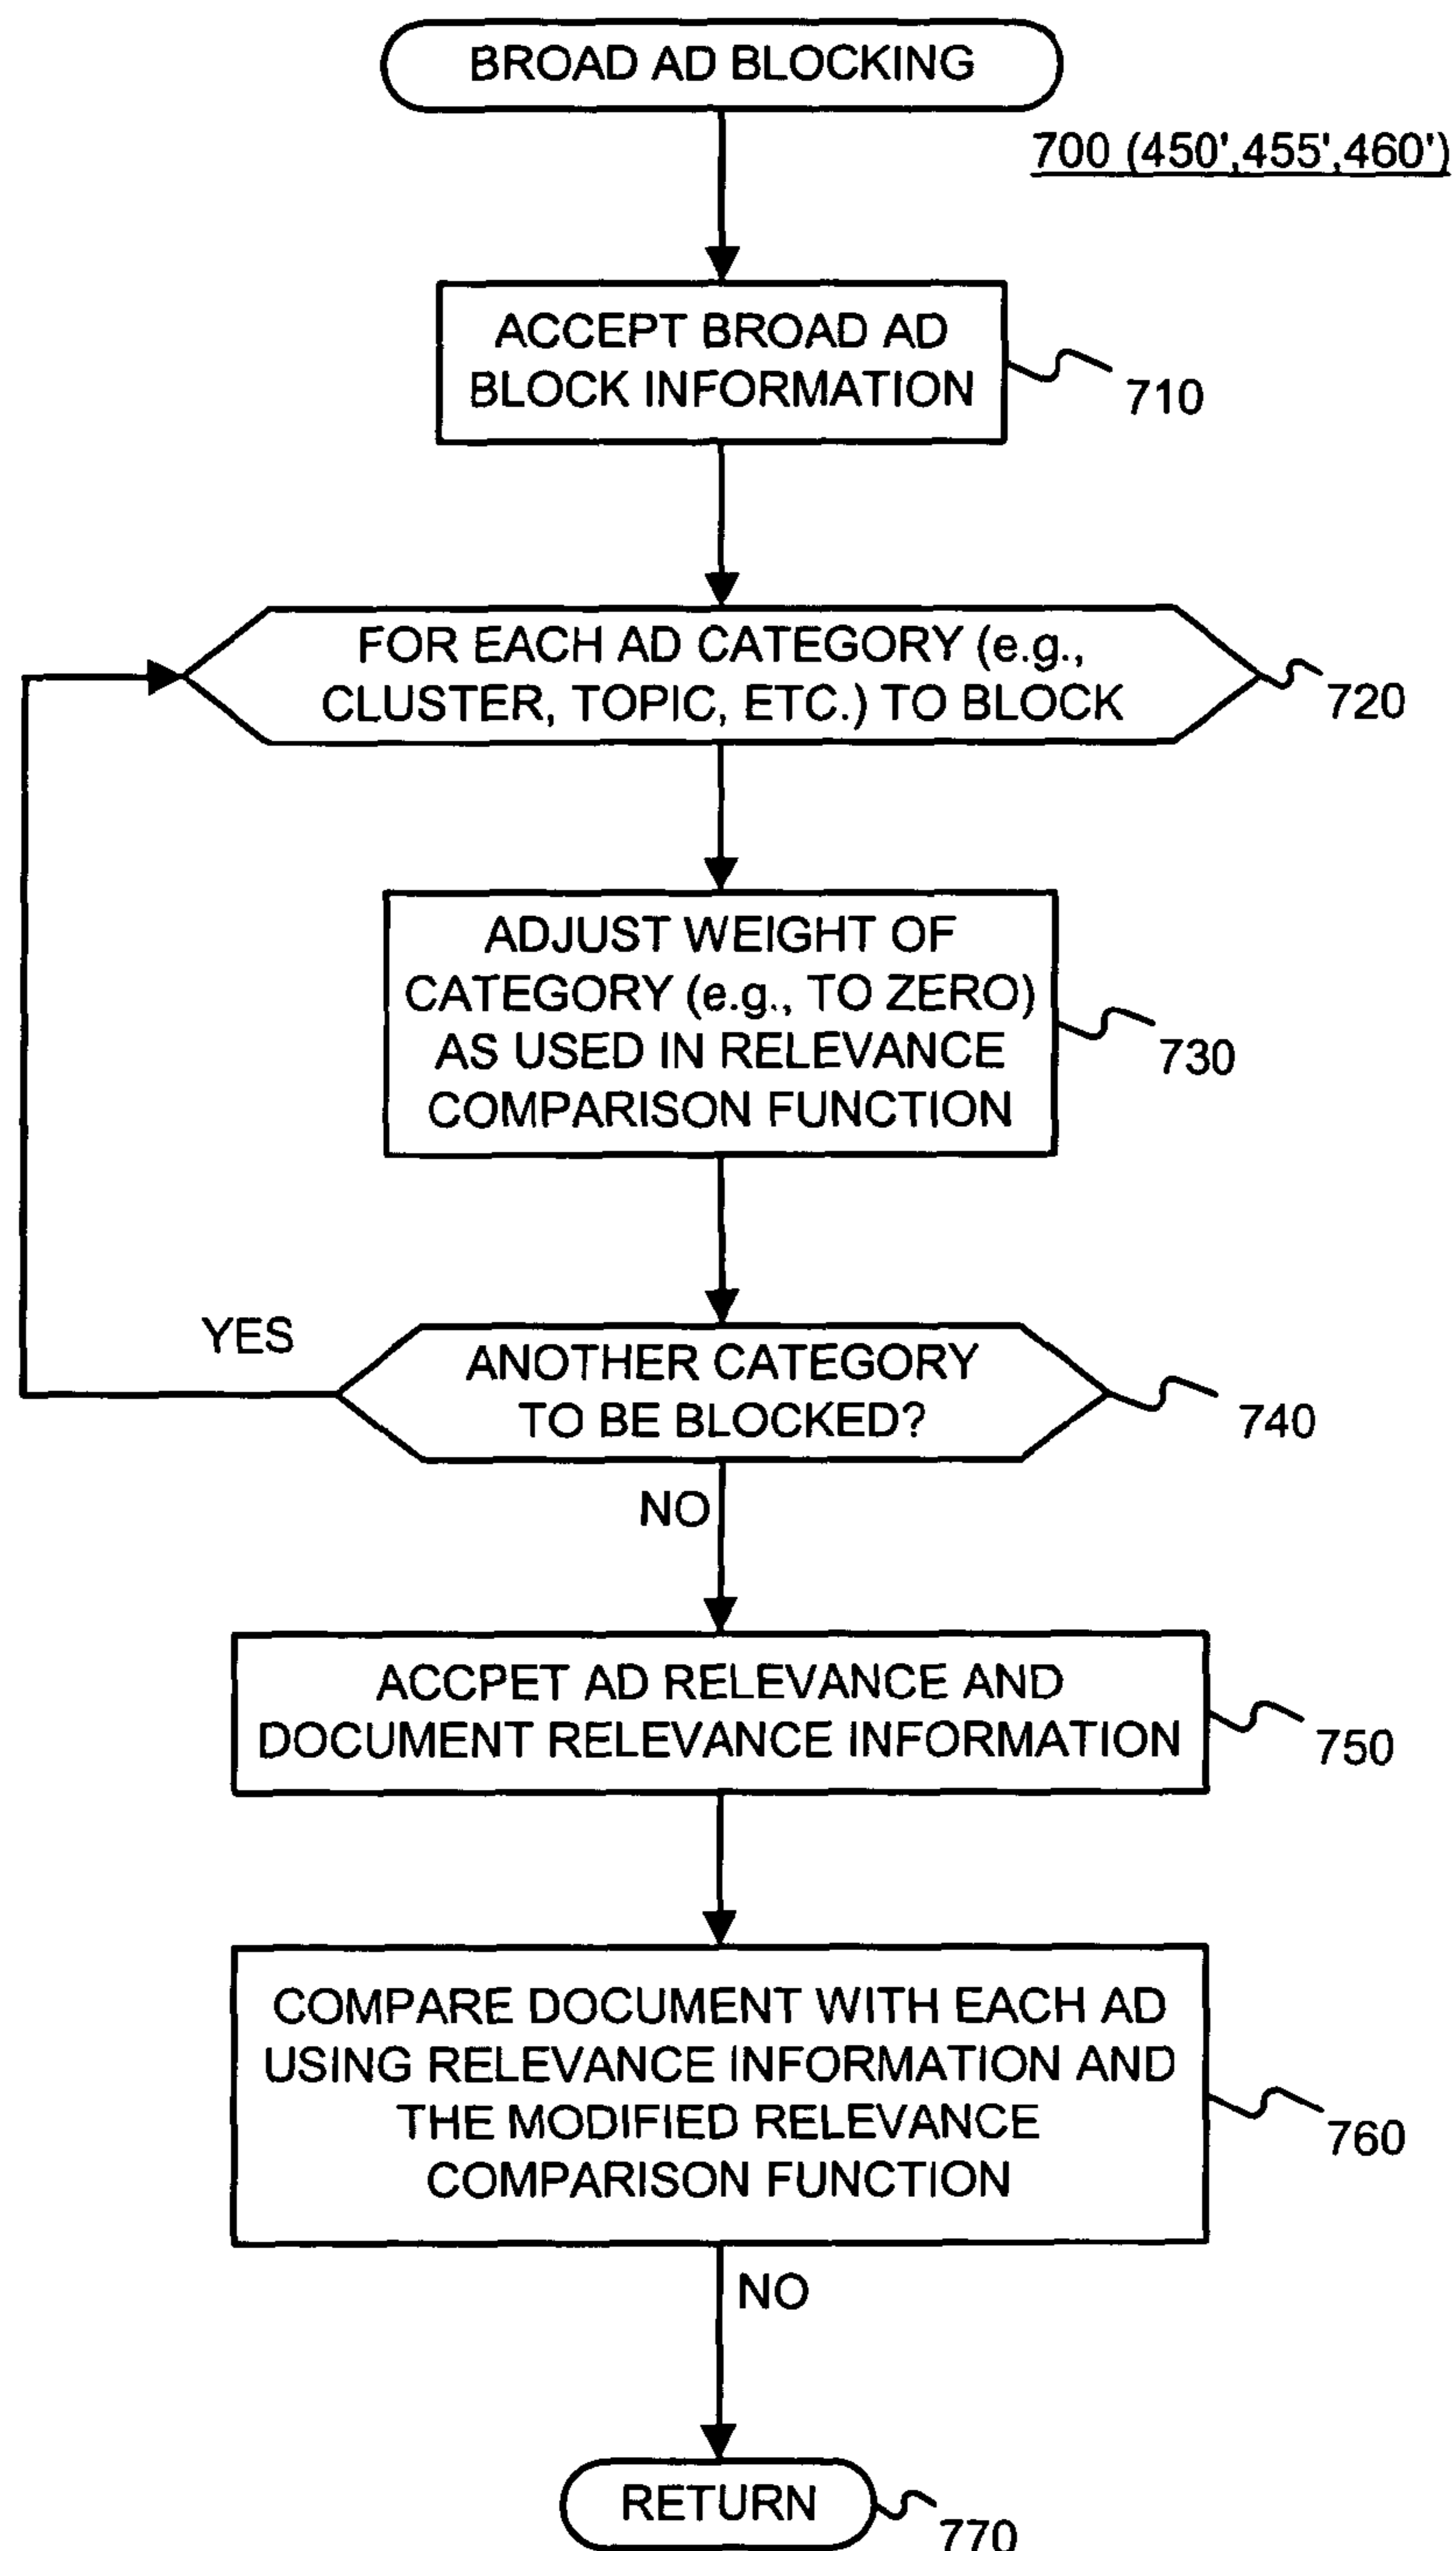 BROAD AD BLOCKING
700 (450',455',460')
ACCEPT BROAD AD
BLOCK INFORMATION
710
FOR EACH AD CATEGORY (e.g.,
CLUSTER, TOPIC, ETC.) TO BLOCK
720
ADJUST WEIGHT OF
CATEGORY (e.g., TO ZERO)
AS USED IN RELEVANCE
COMPARISON FUNCTION
730
YES
ANOTHER CATEGORY
TO BE BLOCKED?
740
NO
ACCPET AD RELEVANCE AND
DOCUMENT RELEVANCE INFORMATION
750
COMPARE DOCUMENT WITH EACH AD
USING RELEVANCE INFORMATION AND
THE MODIFIED RELEVANCE
COMPARISON FUNCTION
760
NO
RETURN
770